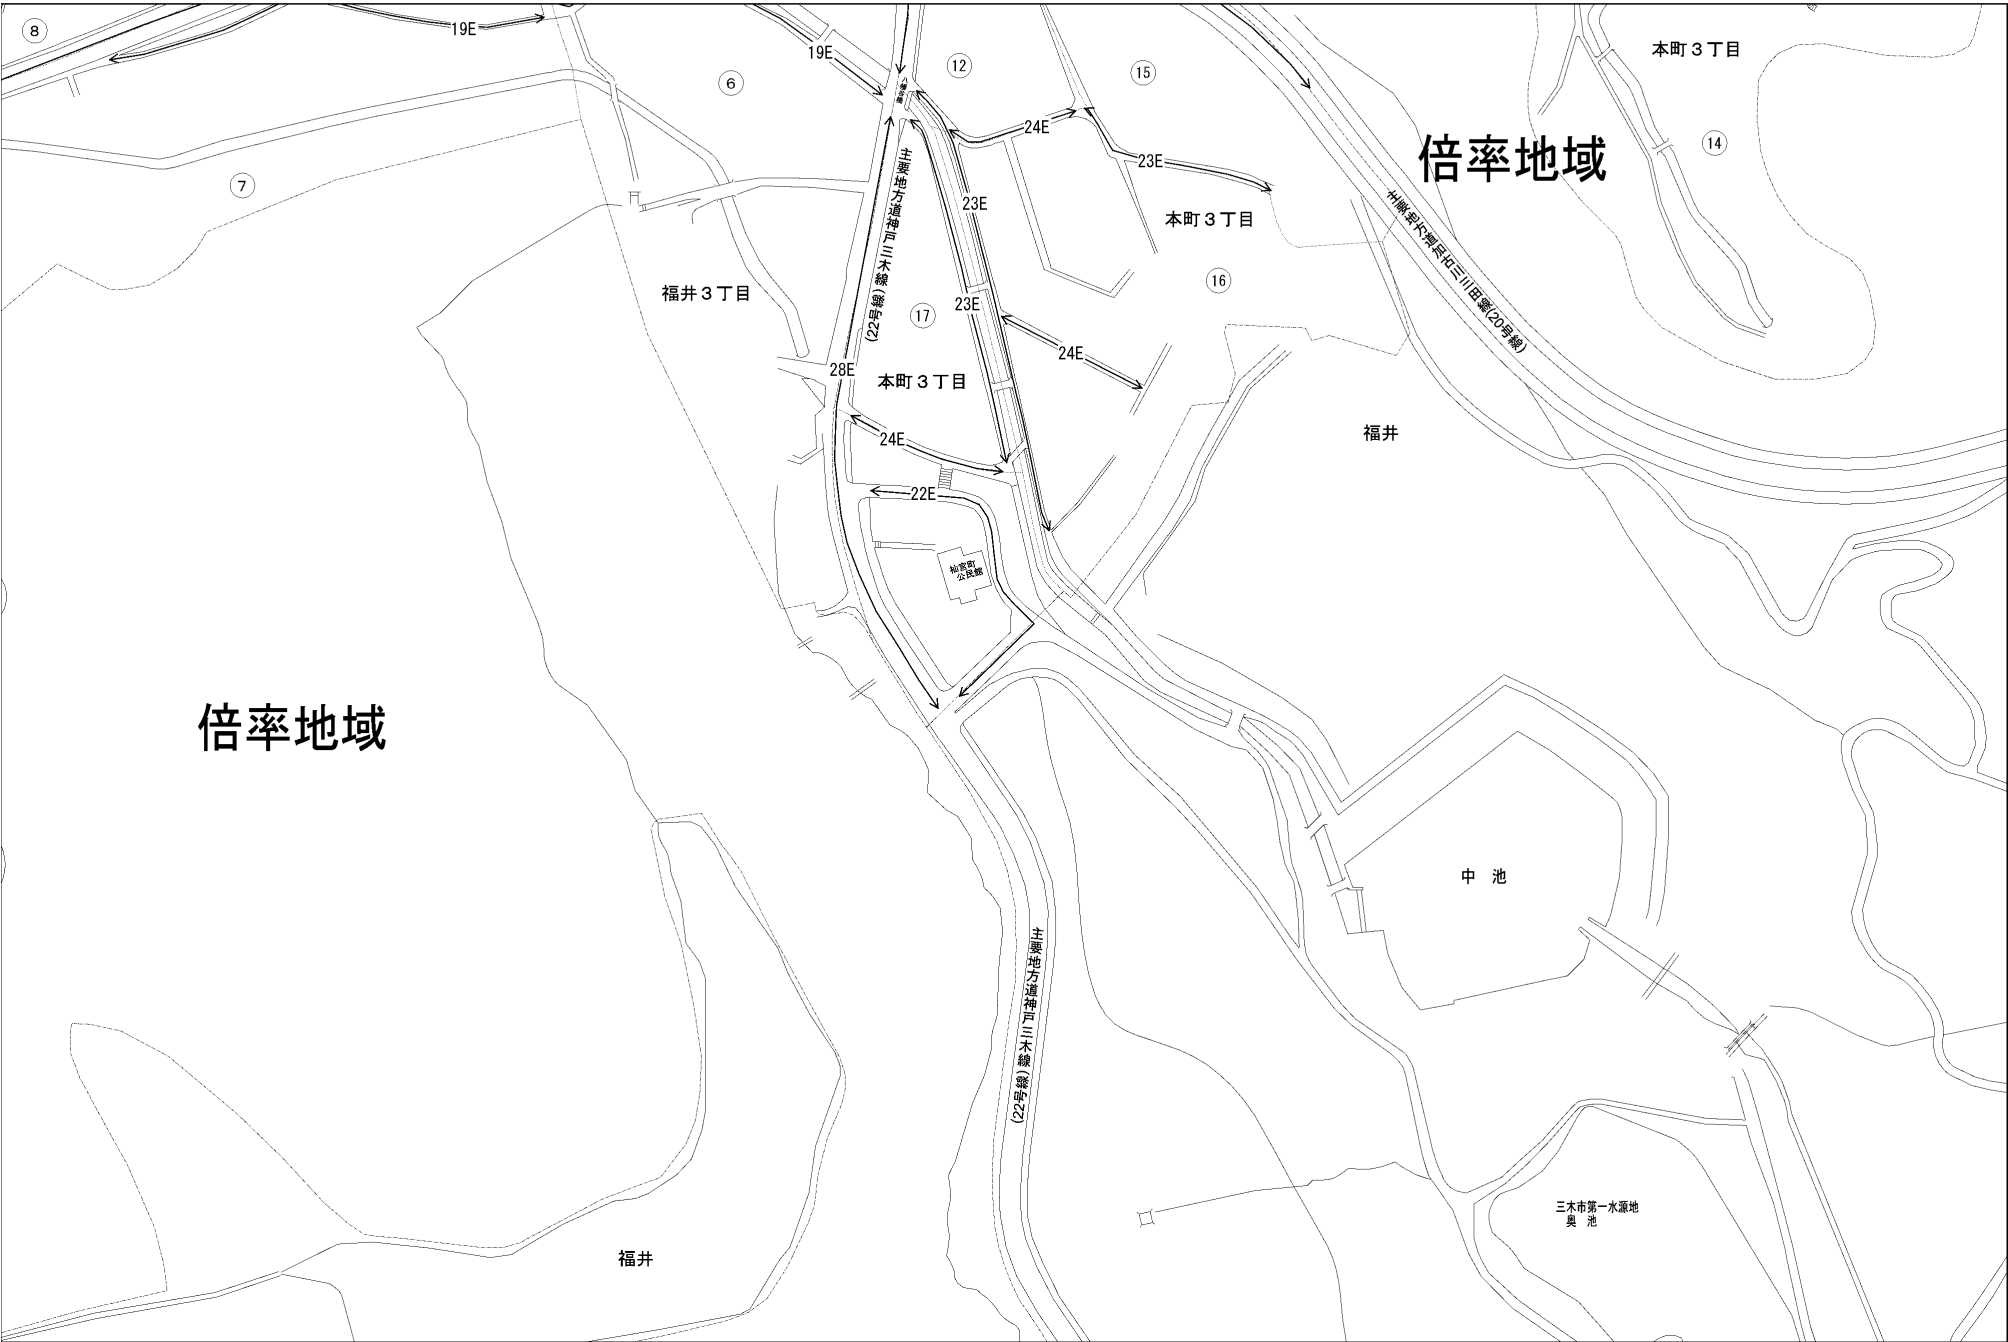 8
19E
19E
6
12
15
本町３丁目
14
7
24E
23E
倍率地域
主要地方道神戸三木線(22号線)
23E
本町３丁目
主要地方道加古川三田線(20号線)
福井３丁目
16
23E
17
24E
28E
本町３丁目
24E
福井
22E
公民館
倍率地域
中　池
主要地方道神戸三木線(22号線)
三木市第一水源地
奥　池
福井